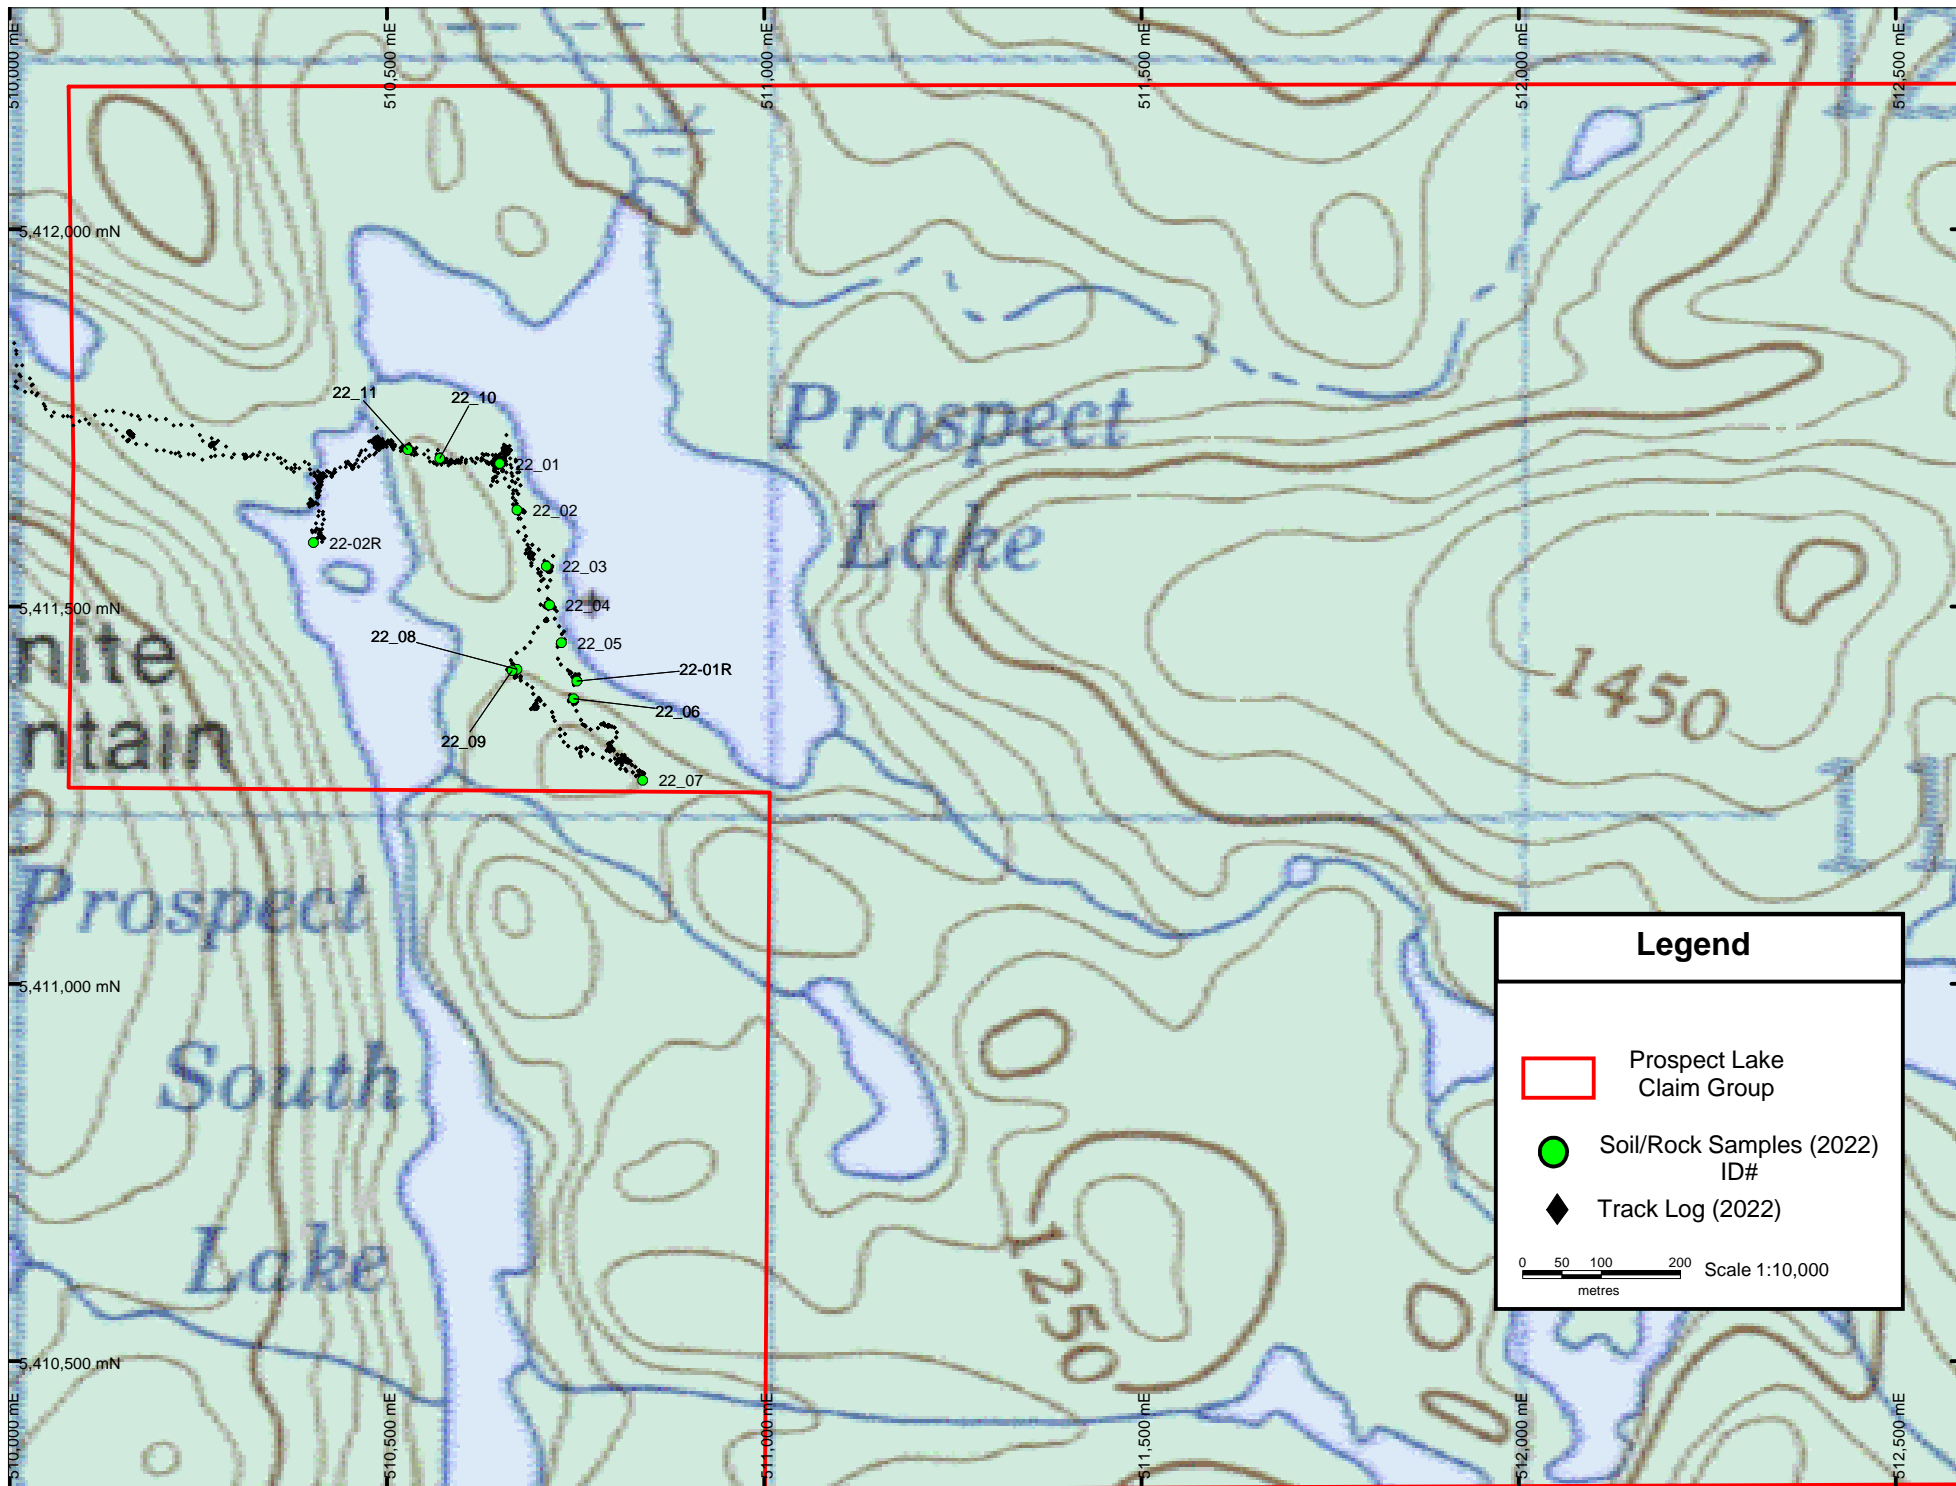 510,000 mE
510,500 mE
511,000 mE
511,500 mE
512,000 mE
512,500 mE
12
5,412,000 mN
22_11
22_10
Prospect
22_01
22_02
Lake
22-02R
22_03
5,411,500 mN
22_04
22_08
22_05
nite
22-01R
1450
22_06
ntain
22_09
22_07
11
Prospect
5,411,000 mN
South
Lake
1250
5,410,500 mN
Legend
Prospect Lake
Claim Group
Soil/Rock Samples (2022)
ID#
Track Log (2022)
0 50 100 200
Scale 1:10,000
metres
510,000 mE
510,500 mE
511,000 mE
511,500 mE
512,000 mE
512,500 mE